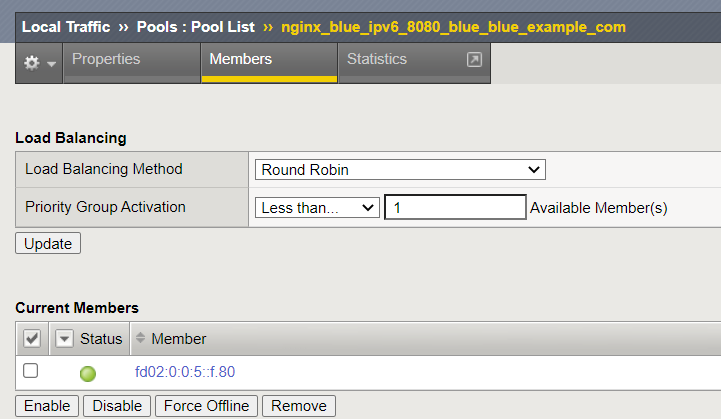 Local Traffic ›› Pools : Pool List ›› nginx_blue_ipv6_8080_blue_blue_example_com
Properties Members Statistics
Load Balancing
Load Balancing Method Round Robin
Priority Group Activation Less than... 1 Available Member(s)
Update
Current Members
Status Member
fd02:0:0:5::f.80
Enable Disable Force Offline Remove